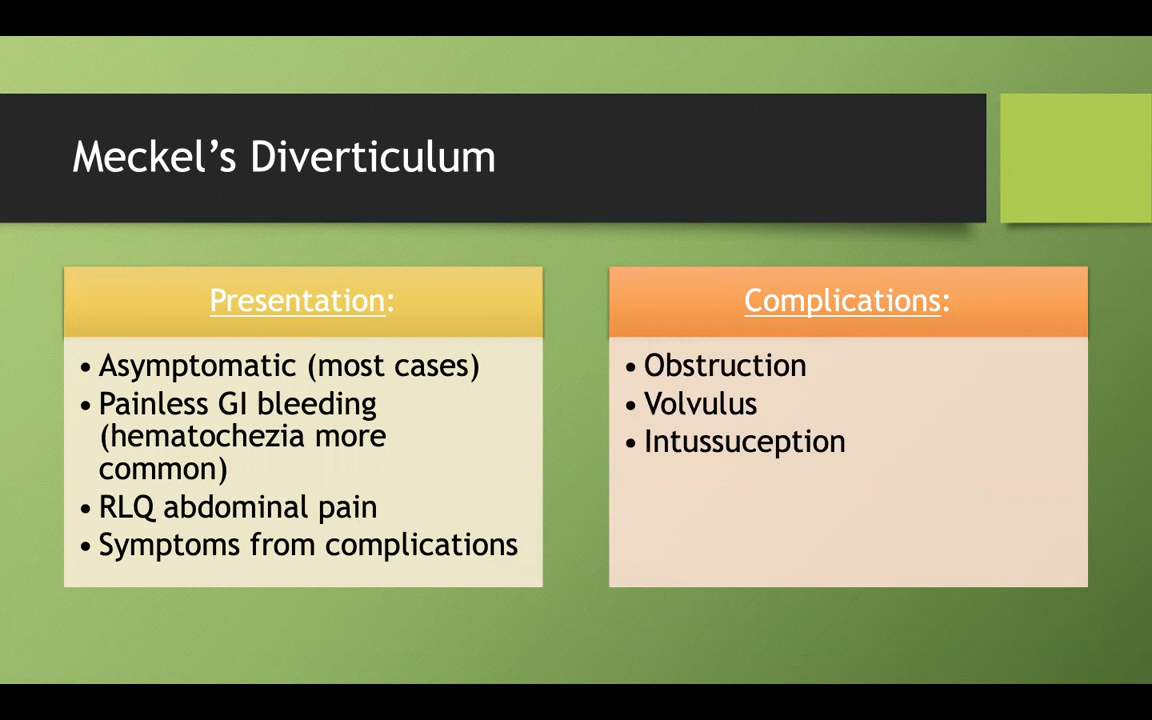 Meckel’s Diverticulum
Presentation:
• Asymptomatic (most cases)
• Painless GI bleeding
(hematochezia more
common)
• RLQ abdominal pain
• Symptoms from complications
Complications:
• Obstruction
• Volvulus
• Intussuception